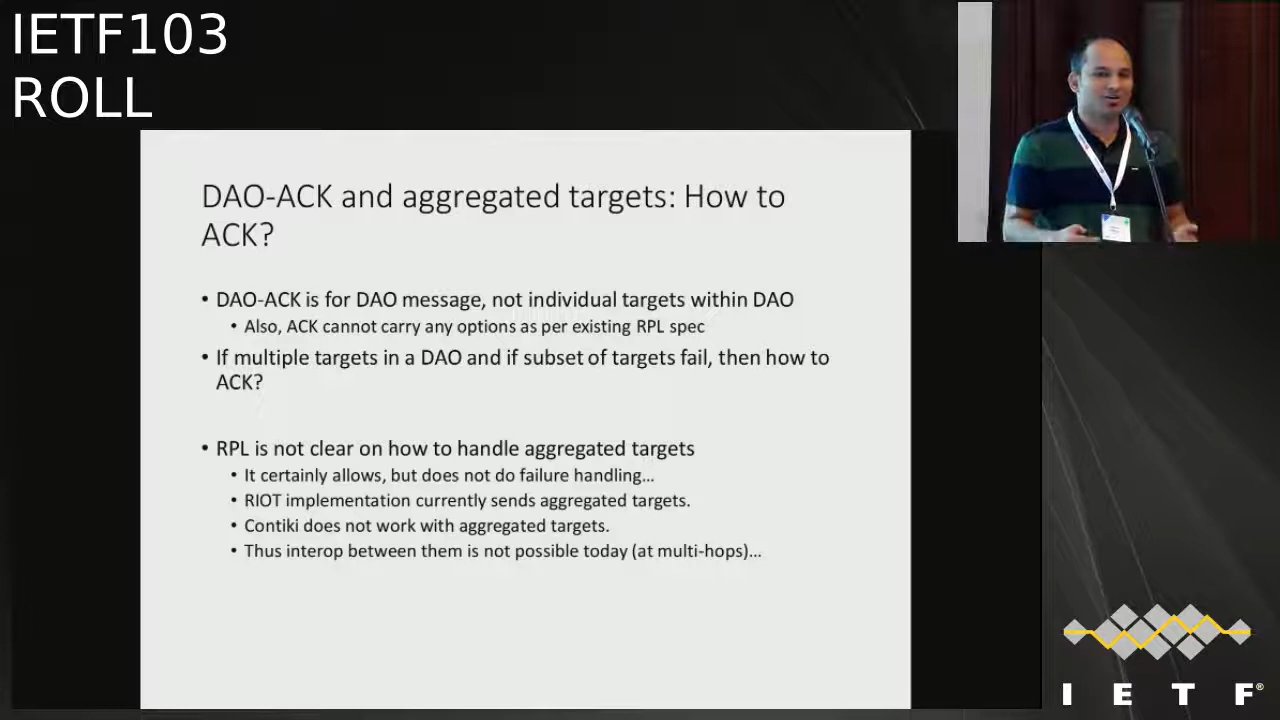 IETF103
ROLL
DAO-ACK and aggregated targets: How to
ACK?
• DAO-ACK is for DAO message, not individual targets within DAO
• Also, ACK cannot carry any options as per existing RPL spec
• If multiple targets in a DAO and if subset of targets fail, then how to
ACK?
• RPL is not clear on how to handle aggregated targets
• It certainly allows, but does not do failure handling…
• RIOT implementation currently sends aggregated targets.
• Contiki does not work with aggregated targets.
• Thus interop between them is not possible today (at multi-hops)…
I E T F®